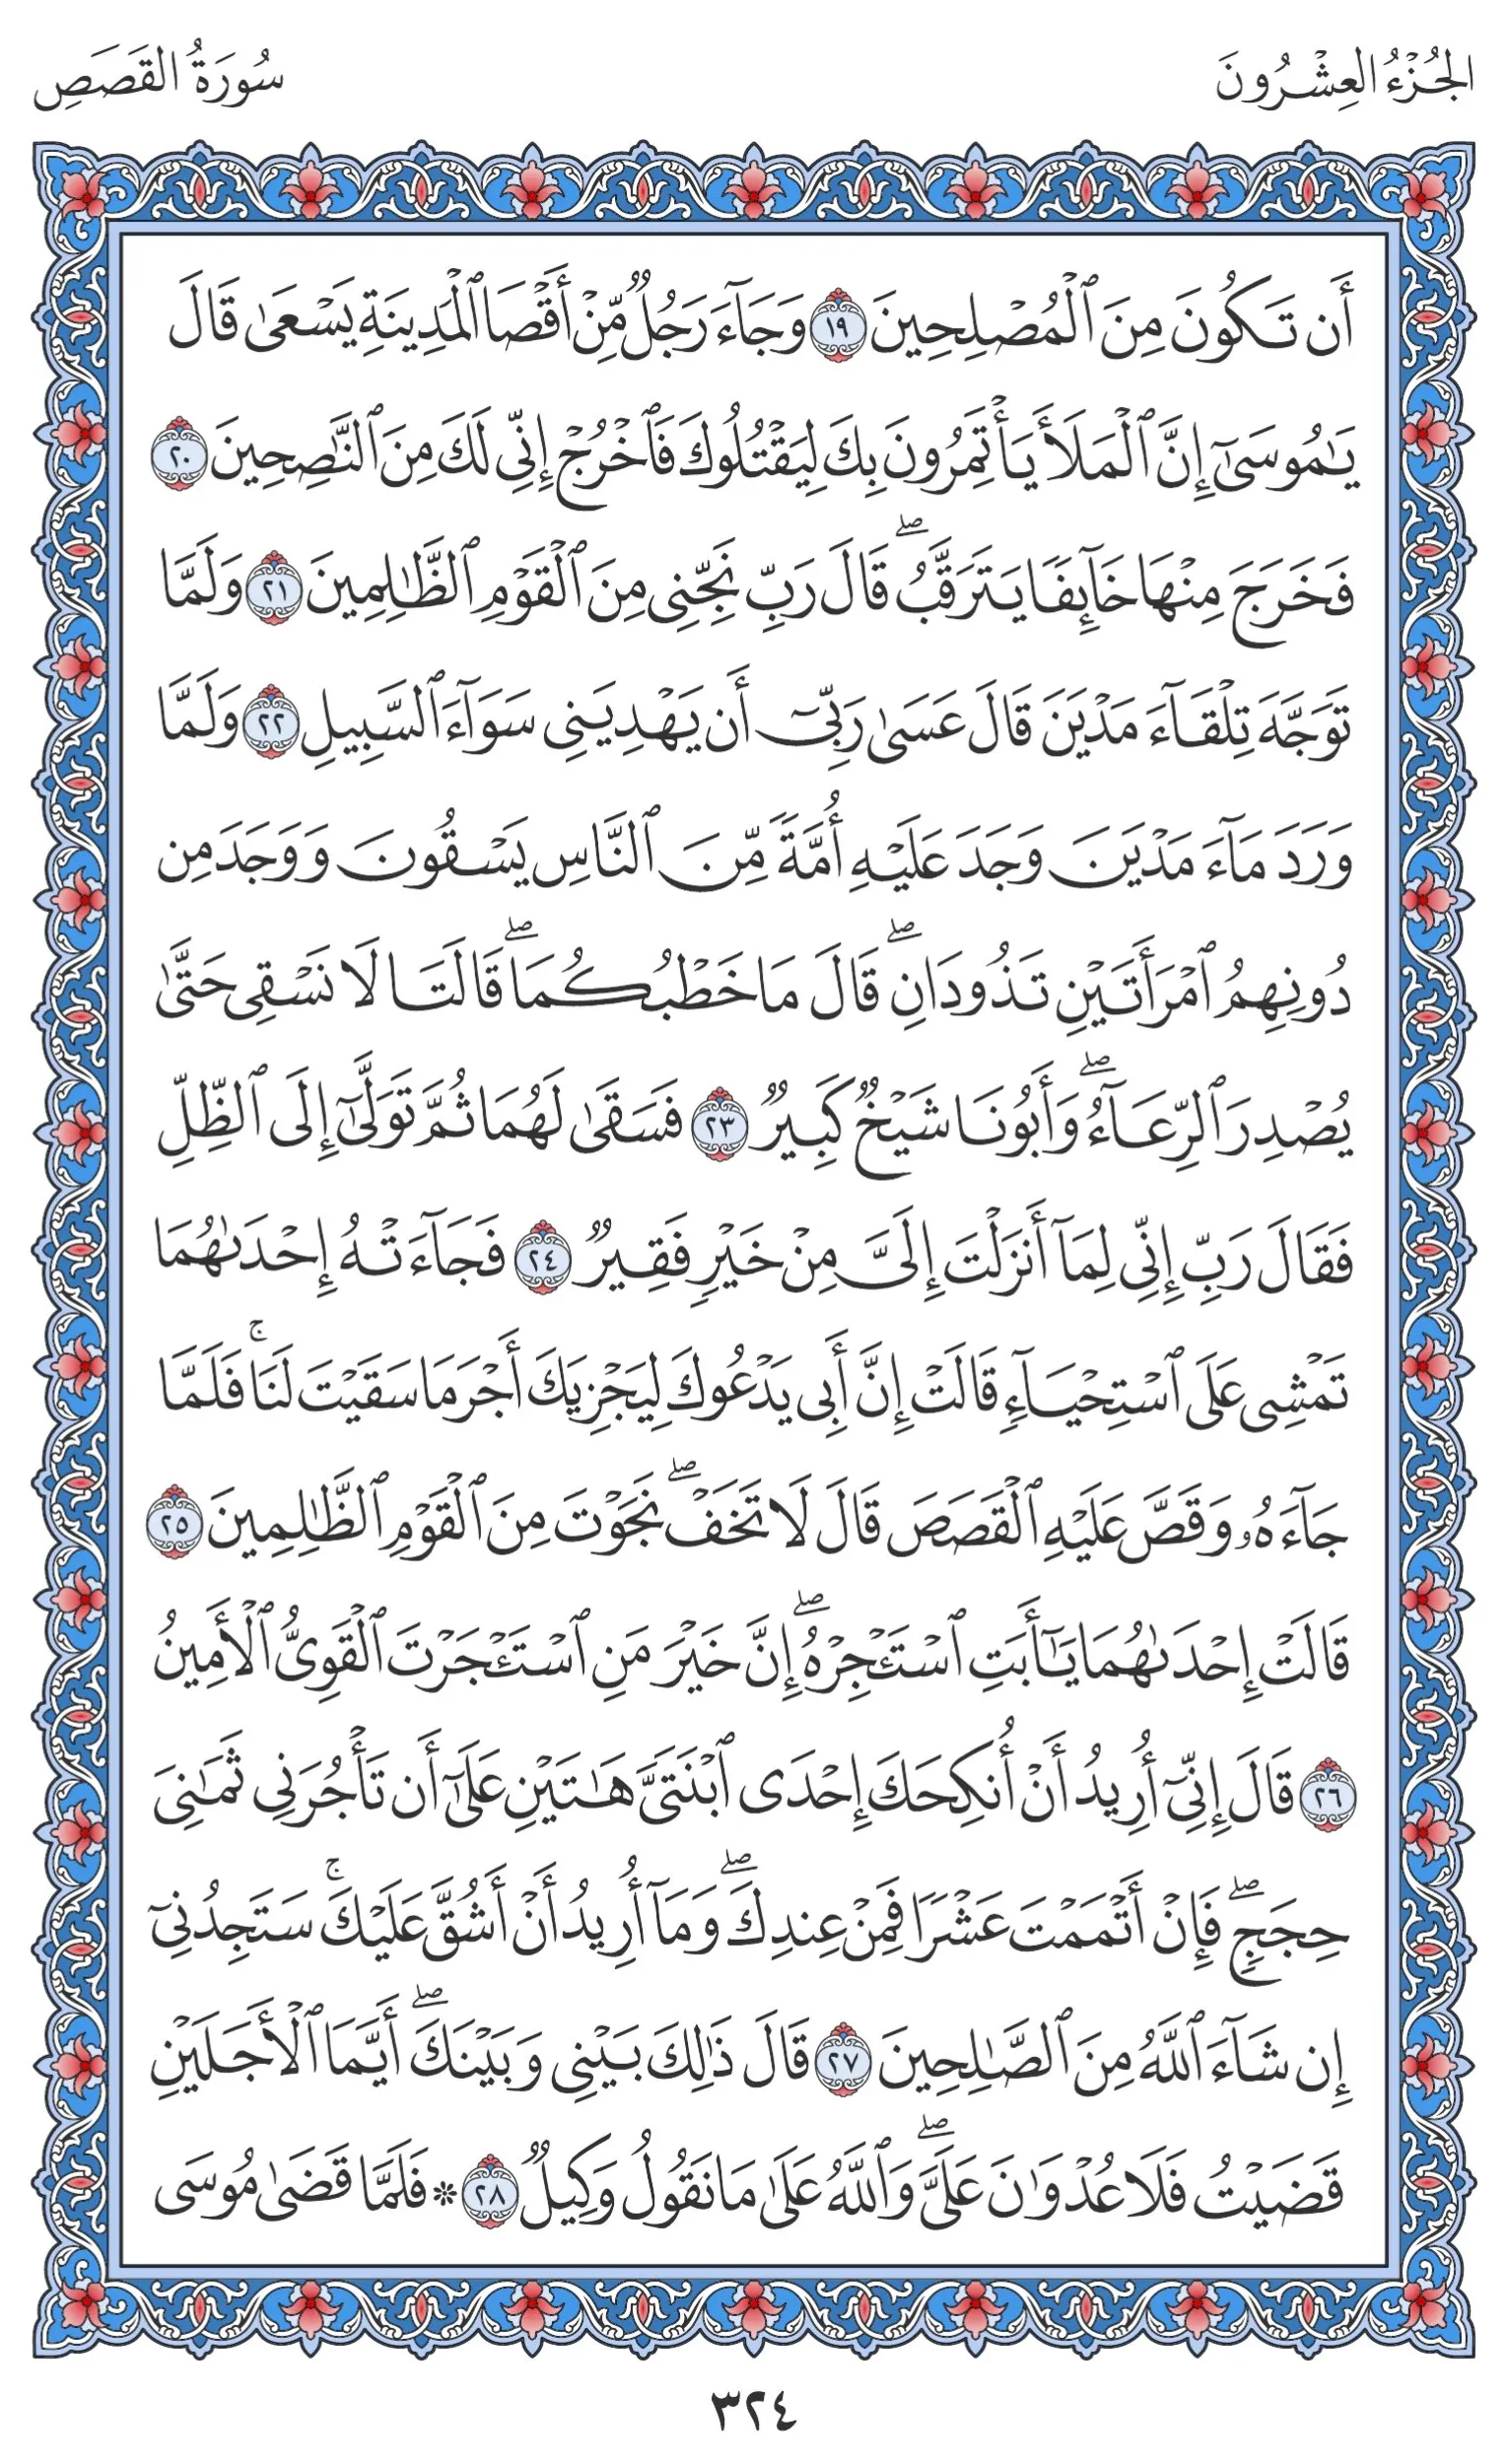 الجُزْءُ العِشْرُونَ
سُورَةُ القَصَصِ
أَن تَكُونَ مِنَ ٱلْمُصْلِحِينَ ١٩ وَجَآءَ رَجُلٌ مِّنْ أَقْصَا ٱلْمَدِينَةِ يَسْعَىٰ قَالَ
يَٰمُوسَىٰٓ إِنَّ ٱلْمَلَأَ يَأْتَمِرُونَ بِكَ لِيَقْتُلُوكَ فَٱخْرُجْ إِنِّى لَكَ مِنَ ٱلنَّٰصِحِينَ ٢٠
فَخَرَجَ مِنْهَا خَآئِفًا يَتَرَقَّبُۖ قَالَ رَبِّ نَجِّنِى مِنَ ٱلْقَوْمِ ٱلظَّٰلِمِينَ ٢١ وَلَمَّا
تَوَجَّهَ تِلْقَآءَ مَدْيَنَ قَالَ عَسَىٰ رَبِّىٓ أَن يَهْدِيَنِى سَوَآءَ ٱلسَّبِيلِ ٢٢ وَلَمَّا
وَرَدَ مَآءَ مَدْيَنَ وَجَدَ عَلَيْهِ أُمَّةً مِّنَ ٱلنَّاسِ يَسْقُونَ وَوَجَدَ مِن
دُونِهِمُ ٱمْرَأَتَيْنِ تَذُودَانِۖ قَالَ مَا خَطْبُكُمَاۖ قَالَتَا لَا نَسْقِى حَتَّىٰ
يُصْدِرَ ٱلرِّعَآءُۖ وَأَبُونَا شَيْخٌ كَبِيرٌ ٢٣ فَسَقَىٰ لَهُمَا ثُمَّ تَوَلَّىٰٓ إِلَى ٱلظِّلِّ
فَقَالَ رَبِّ إِنِّى لِمَآ أَنزَلْتَ إِلَىَّ مِنْ خَيْرٍ فَقِيرٌ ٢٤ فَجَآءَتْهُ إِحْدَىٰهُمَا
تَمْشِى عَلَى ٱسْتِحْيَآءٍ قَالَتْ إِنَّ أَبِى يَدْعُوكَ لِيَجْزِيَكَ أَجْرَ مَا سَقَيْتَ لَنَاۚ فَلَمَّا
جَآءَهُۥ وَقَصَّ عَلَيْهِ ٱلْقَصَصَ قَالَ لَا تَخَفْۖ نَجَوْتَ مِنَ ٱلْقَوْمِ ٱلظَّٰلِمِينَ ٢٥
قَالَتْ إِحْدَىٰهُمَا يَٰٓأَبَتِ ٱسْتَـْٔجِرْهُۖ إِنَّ خَيْرَ مَنِ ٱسْتَـْٔجَرْتَ ٱلْقَوِىُّ ٱلْأَمِينُ
٢٦ قَالَ إِنِّىٓ أُرِيدُ أَنْ أُنكِحَكَ إِحْدَى ٱبْنَتَىَّ هَٰتَيْنِ عَلَىٰٓ أَن تَأْجُرَنِى ثَمَٰنِىَ
حِجَجٍۖ فَإِنْ أَتْمَمْتَ عَشْرًا فَمِنْ عِندِكَۖ وَمَآ أُرِيدُ أَنْ أَشُقَّ عَلَيْكَۚ سَتَجِدُنِىٓ
إِن شَآءَ ٱللَّهُ مِنَ ٱلصَّٰلِحِينَ ٢٧ قَالَ ذَٰلِكَ بَيْنِى وَبَيْنَكَۖ أَيَّمَا ٱلْأَجَلَيْنِ
قَضَيْتُ فَلَا عُدْوَٰنَ عَلَىَّۖ وَٱللَّهُ عَلَىٰ مَا نَقُولُ وَكِيلٌ ٢٨ * فَلَمَّا قَضَىٰ مُوسَى
٣٢٤